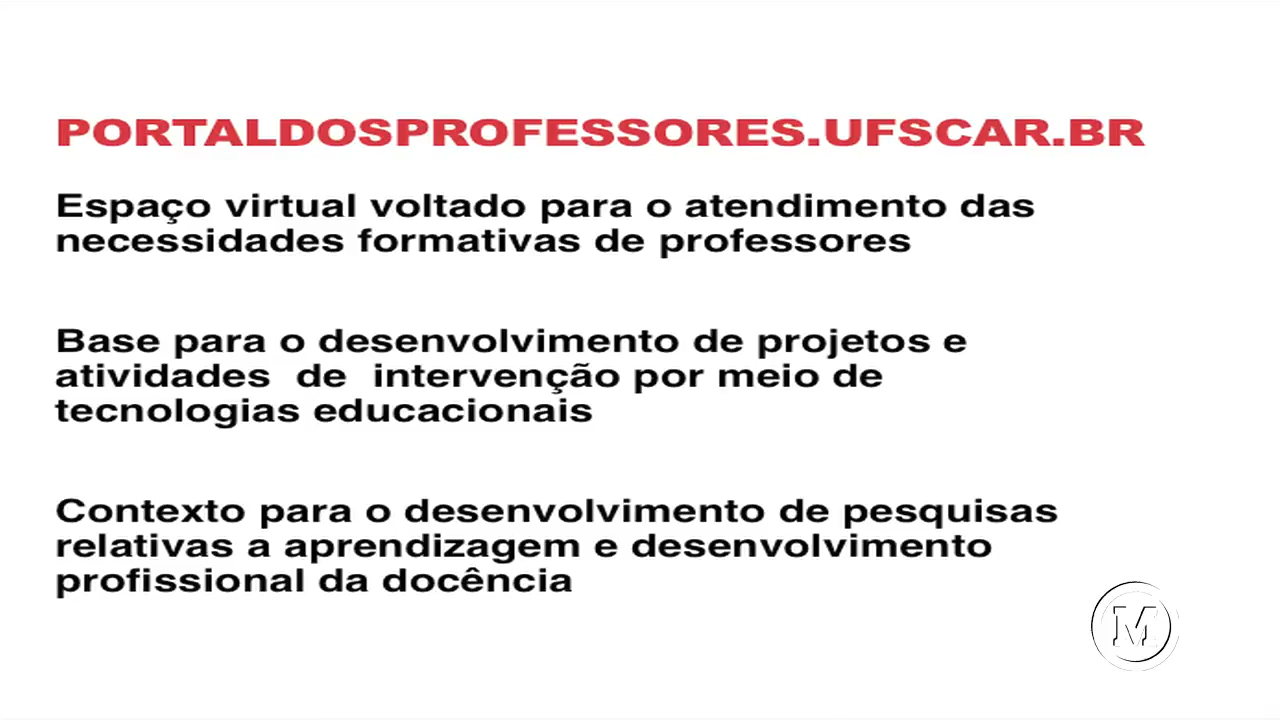 PORTALDOSPROFESSORES.UFSCAR.BR
Espaço virtual voltado para o atendimento das
necessidades formativas de professores
Base para o desenvolvimento de projetos e
atividades de intervenção por meio de
tecnologias educacionais
Contexto para o desenvolvimento de pesquisas
relativas a aprendizagem e desenvolvimento
profissional da docência
M